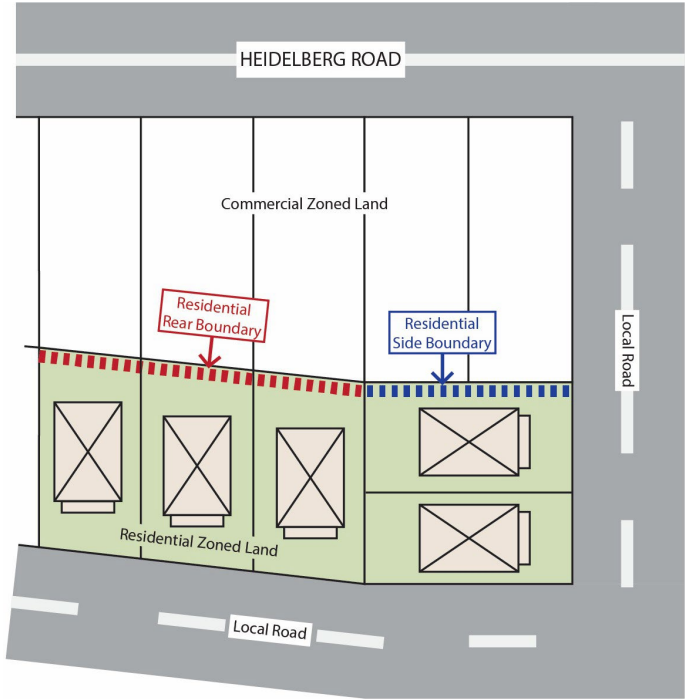 HEIDELBERG ROAD
Commercial Zoned Land
Residential
Rear Boundary
Residential
Side Boundary
Local Road
Residential Zoned Land
Local Road